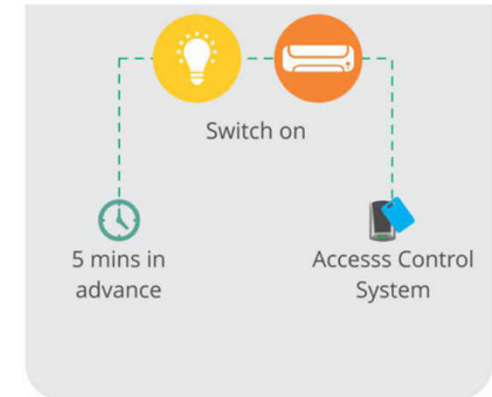 Switch on
5 mins in
advance
Accesss Control
System